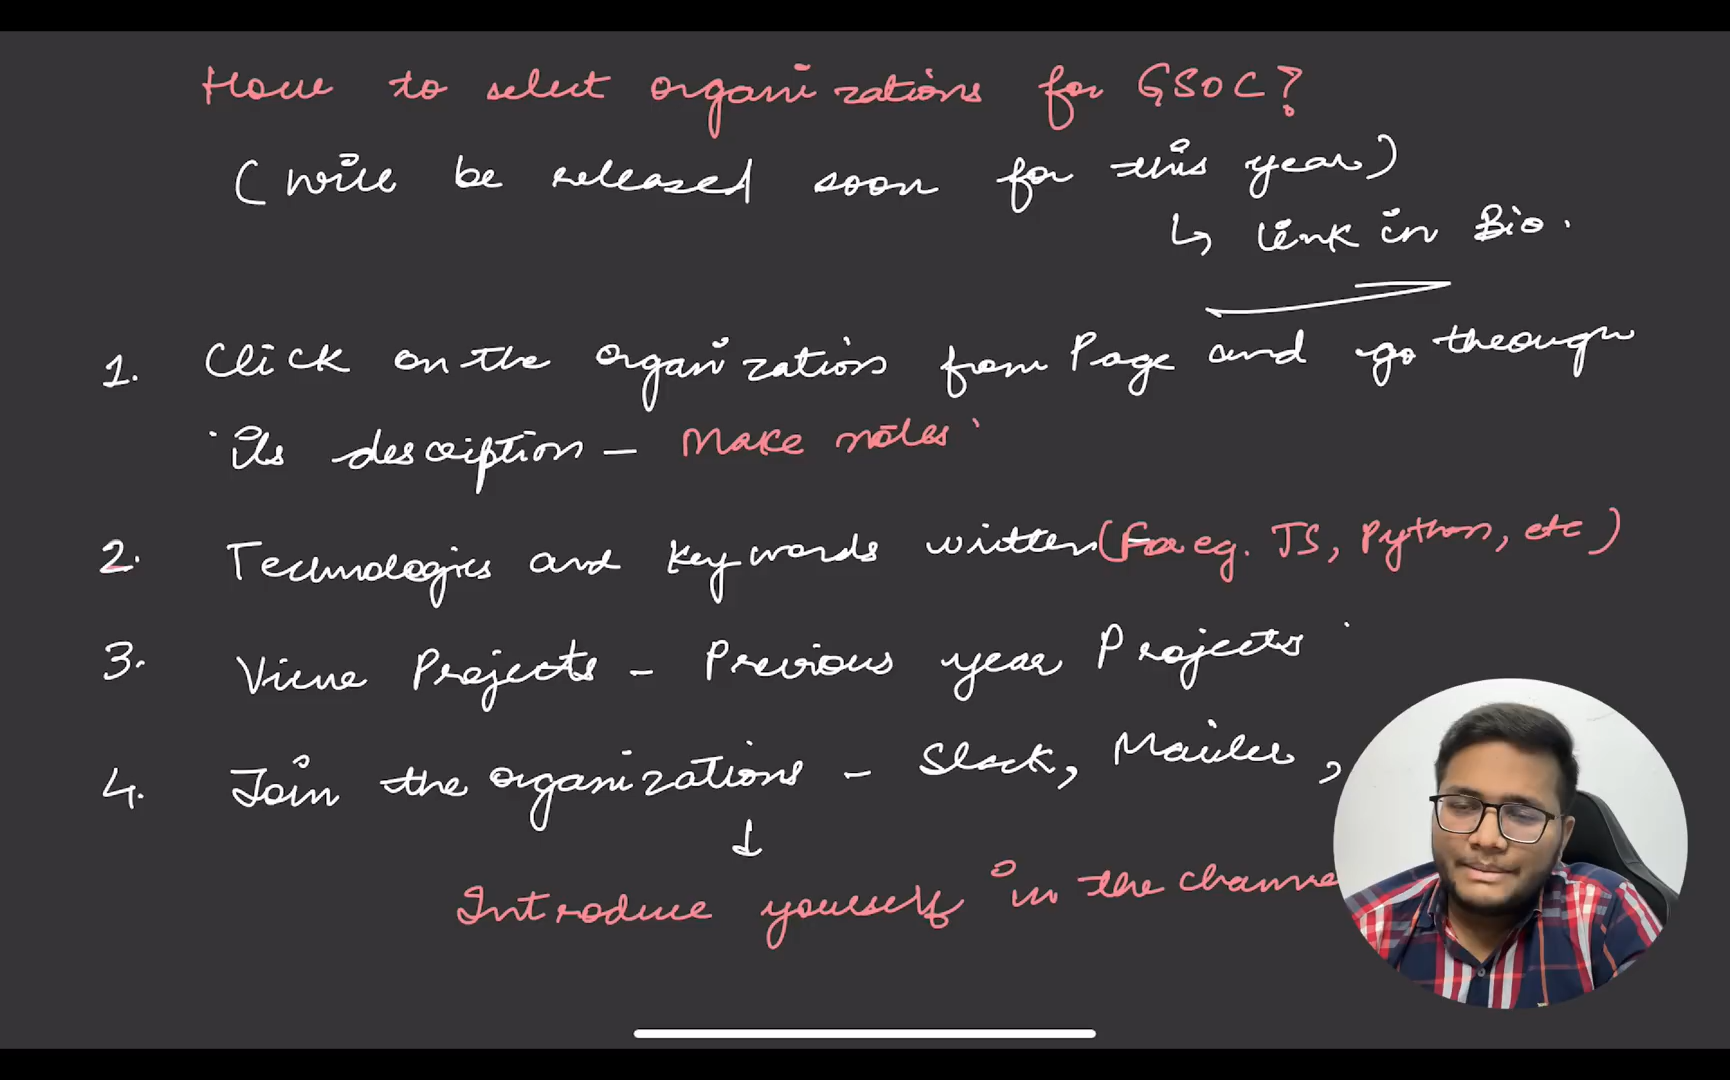 How to select organizations for GSOC?
(will be released soon for this year)
↳ link in Bio.
1. Click on the organization from Page and go through
its description - Make notes
2. Technologies and keywords written (For eg. JS, Python, etc)
3. View Projects - Previous year Projects
4. Join the organizations - Slack, Mailer,
↓
Introduce yourself in the channe